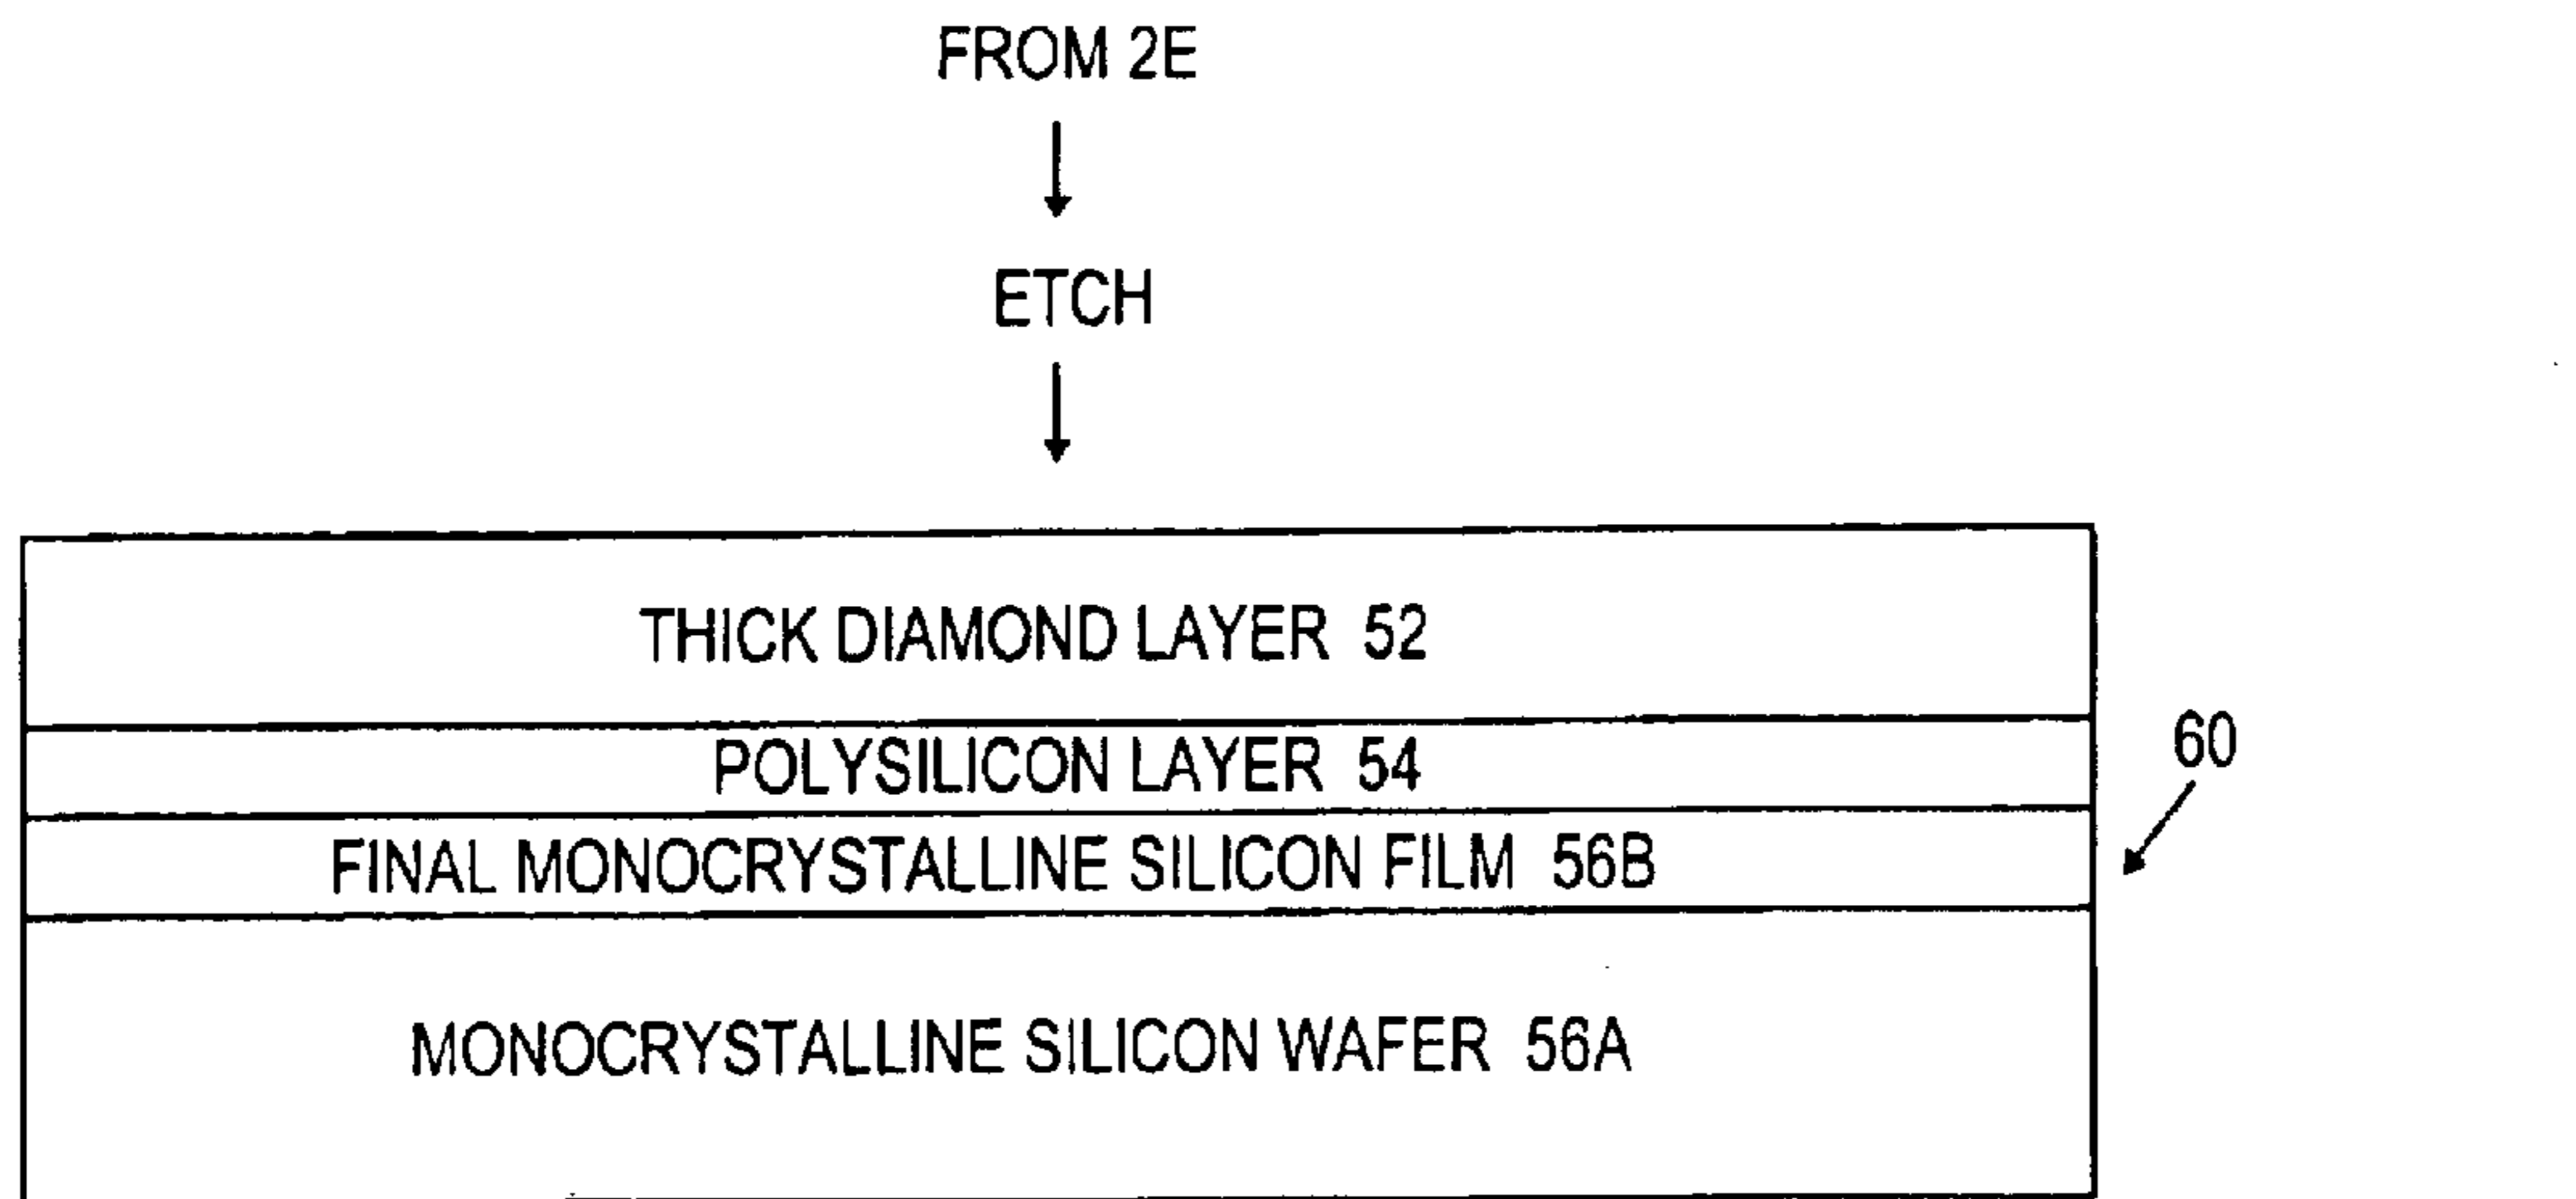 FROM 2E
ETCH
THICK DIAMOND LAYER 52
POLYSILICON LAYER 54
60
FINAL MONOCRYSTALLINE SILICON FILM 56B
MONOCRYSTALLINE SILICON WAFER 56A